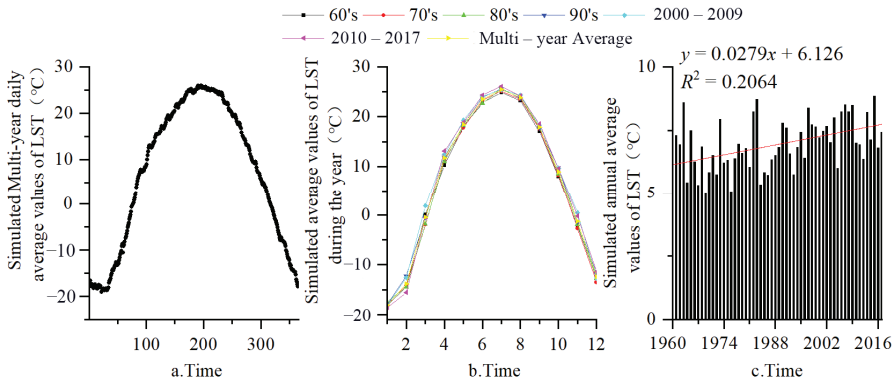 60's 70's 80's 90's 2000 – 2009
2010 – 2017 Multi – year Average
Simulated Multi-year daily
average values of LST（℃）
30
20
10
0
−10
−20
100 200 300
a.Time
Simulated average values of LST
during the year（℃）
30
20
10
0
−10
−20
2 4 6 8 10 12
b.Time
y = 0.0279x + 6.126
R² = 0.2064
Simulated annual average
values of LST（℃）
10
5
0
1960 1974 1988 2002 2016
c.Time